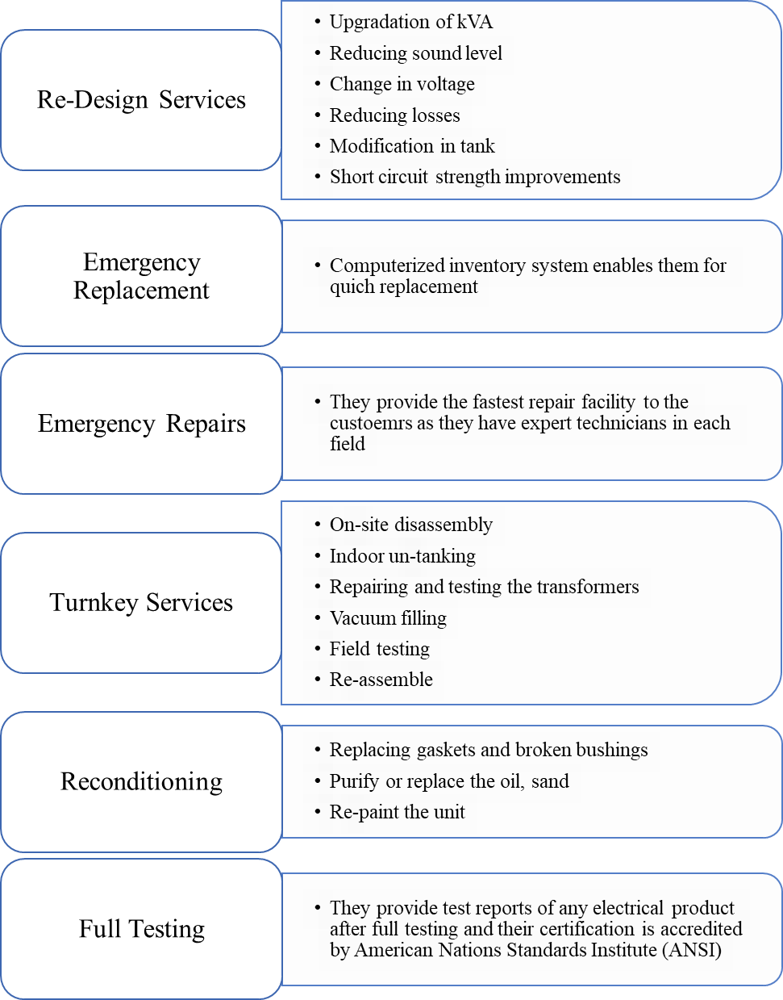 Re-Design Services
• Upgradation of kVA
• Reducing sound level
• Change in voltage
• Reducing losses
• Modification in tank
• Short circuit strength improvements
Emergency
Replacement
• Computerized inventory system enables them for
quich replacement
Emergency Repairs
• They provide the fastest repair facility to the
custoemrs as they have expert technicians in each
field
Turnkey Services
• On-site disassembly
• Indoor un-tanking
• Repairing and testing the transformers
• Vacuum filling
• Field testing
• Re-assemble
Reconditioning
• Replacing gaskets and broken bushings
• Purify or replace the oil, sand
• Re-paint the unit
Full Testing
• They provide test reports of any electrical product
after full testing and their certification is accredited
by American Nations Standards Institute (ANSI)